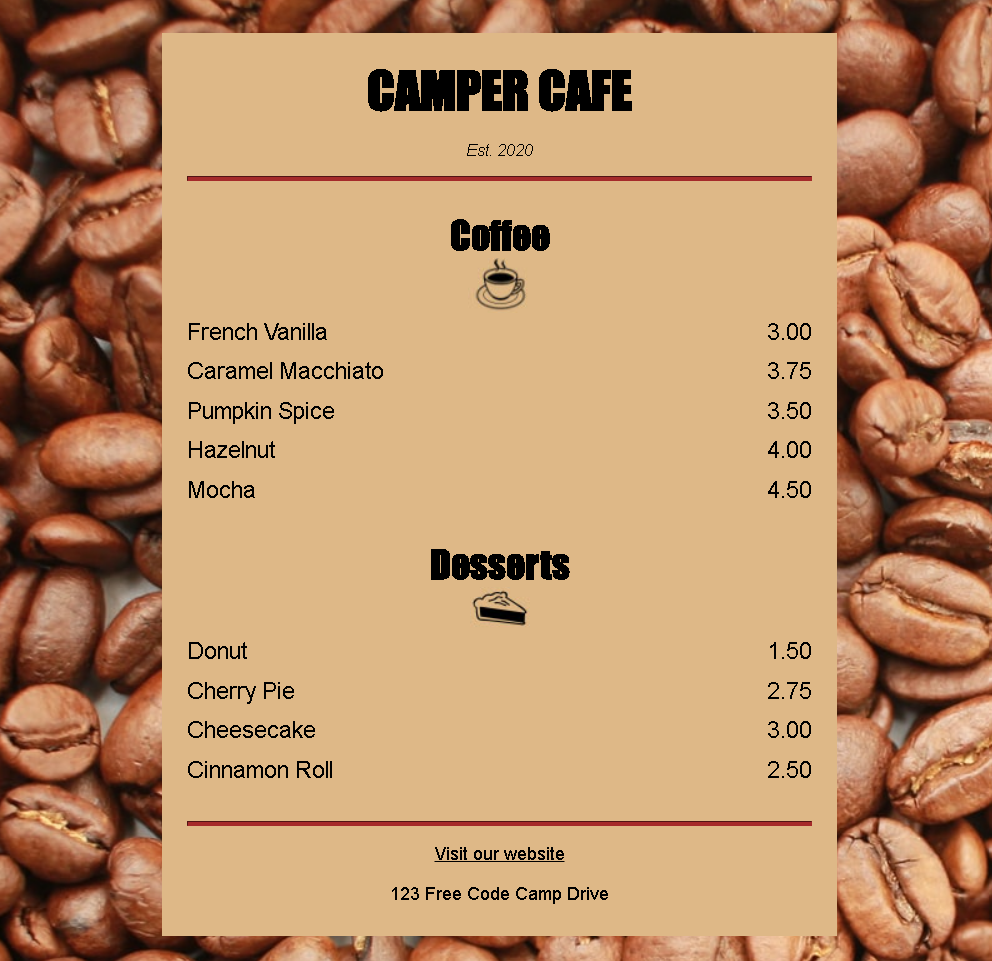 CAMPER CAFE
Est. 2020
Coffee
French Vanilla 3.00
Caramel Macchiato 3.75
Pumpkin Spice 3.50
Hazelnut 4.00
Mocha 4.50
Desserts
Donut 1.50
Cherry Pie 2.75
Cheesecake 3.00
Cinnamon Roll 2.50
Visit our website
123 Free Code Camp Drive